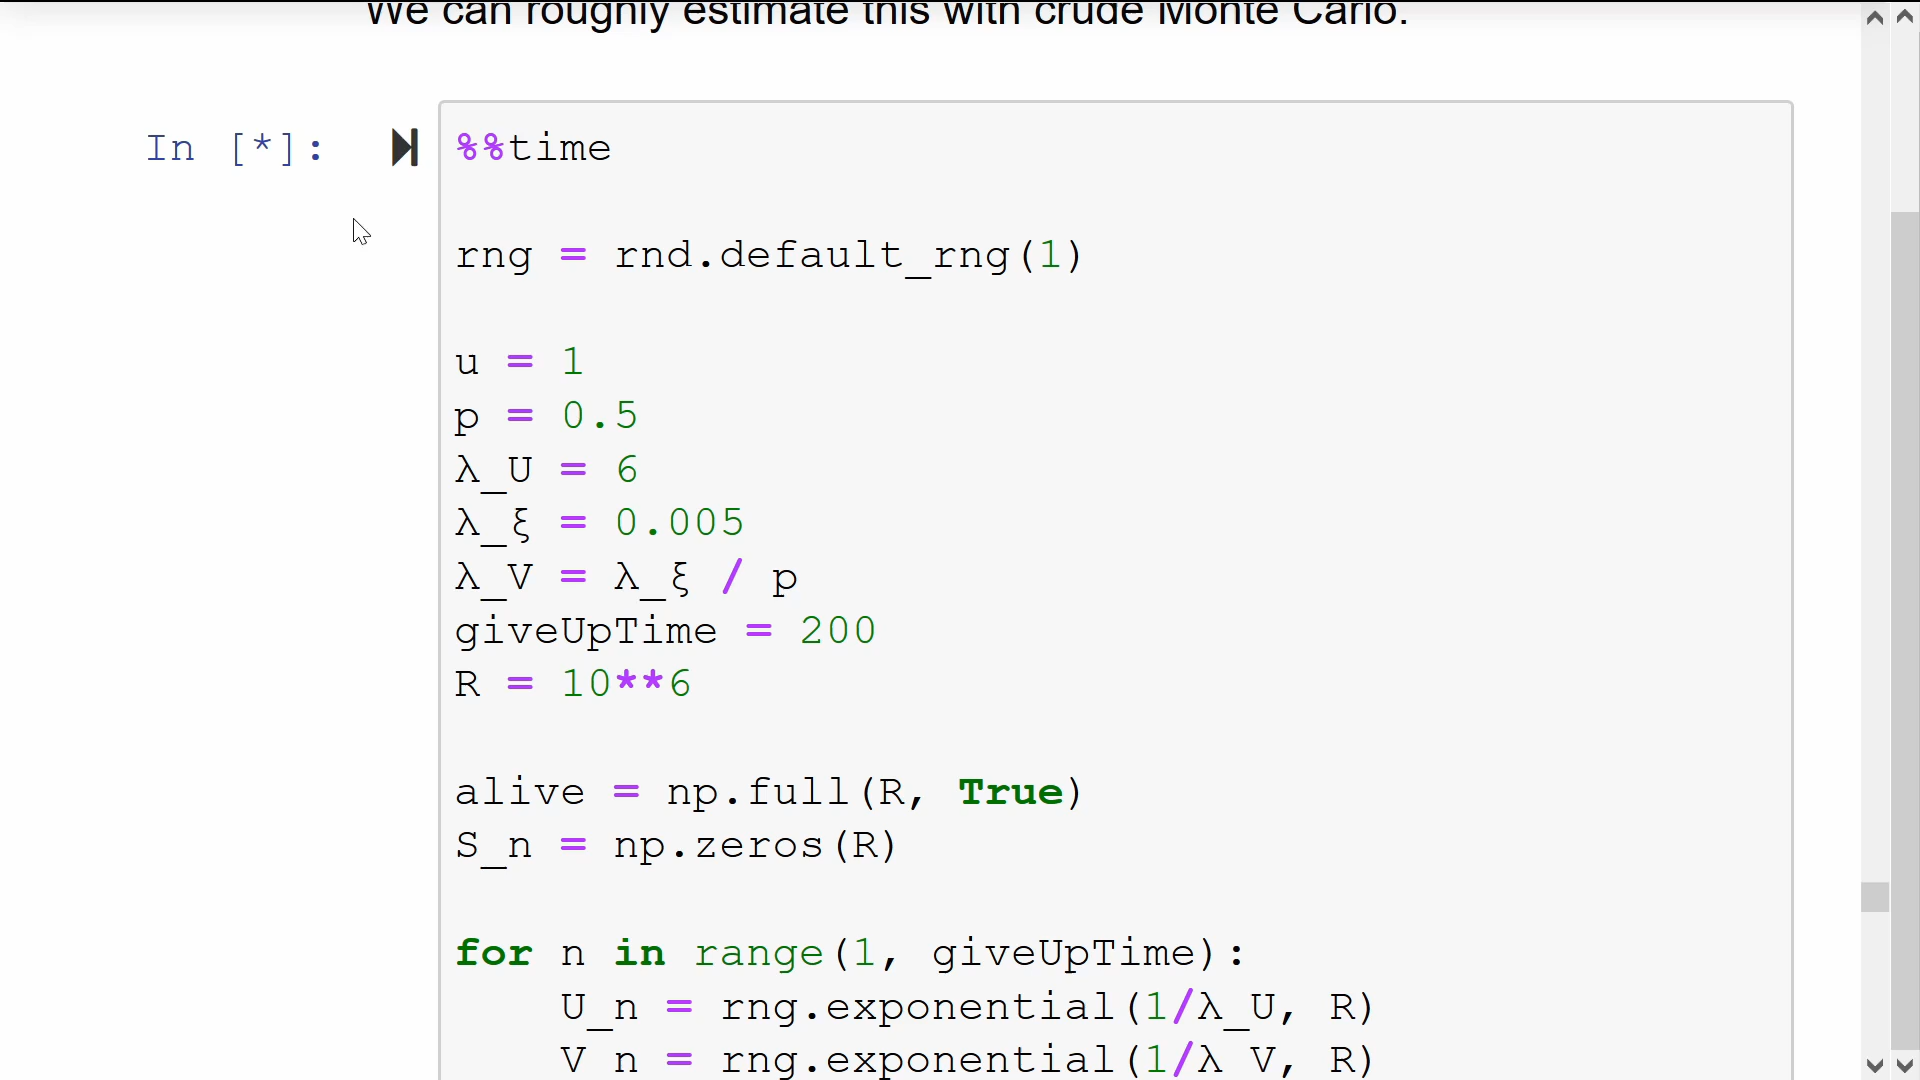 We can roughly estimate this with crude Monte Carlo.
In [*]:
%%time
rng = rnd.default_rng(1)
u = 1
p = 0.5
λ_U = 6
λ_ξ = 0.005
λ_V = λ_ξ / p
giveUpTime = 200
R = 10**6
alive = np.full(R, True)
S_n = np.zeros(R)
for n in range(1, giveUpTime):
    U_n = rng.exponential(1/λ_U, R)
    V_n = rng.exponential(1/λ_V, R)